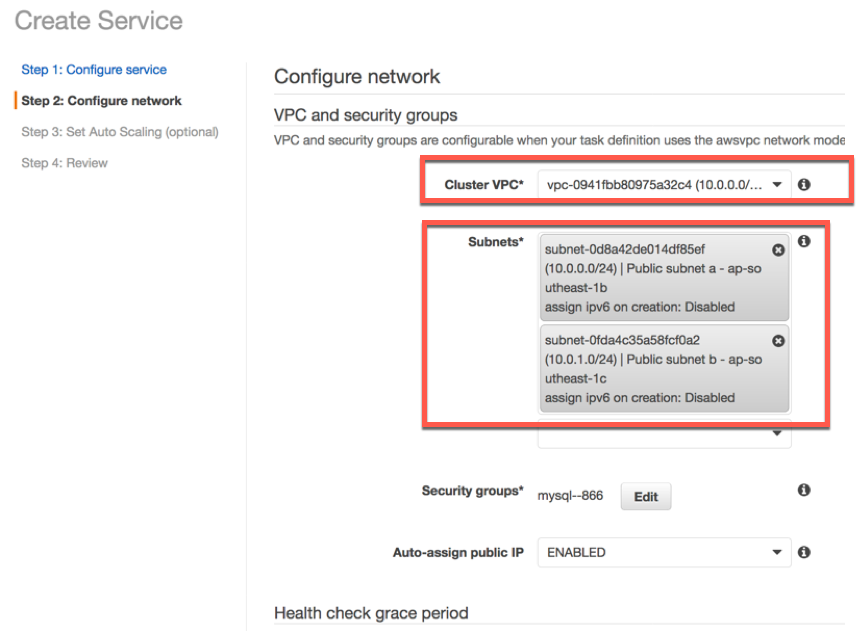 Create Service
Step 1: Configure service
Step 2: Configure network
Step 3: Set Auto Scaling (optional)
Step 4: Review
Configure network
VPC and security groups
VPC and security groups are configurable when your task definition uses the awsvpc network mode
Cluster VPC* vpc-0941fbb80975a32c4 (10.0.0.0/...
Subnets*
subnet-0d8a42de014df85ef
(10.0.0.0/24) | Public subnet a - ap-so
utheast-1b
assign ipv6 on creation: Disabled
subnet-0fda4c35a58fcf0a2
(10.0.1.0/24) | Public subnet b - ap-so
utheast-1c
assign ipv6 on creation: Disabled
Security groups* mysql--866 Edit
Auto-assign public IP ENABLED
Health check grace period